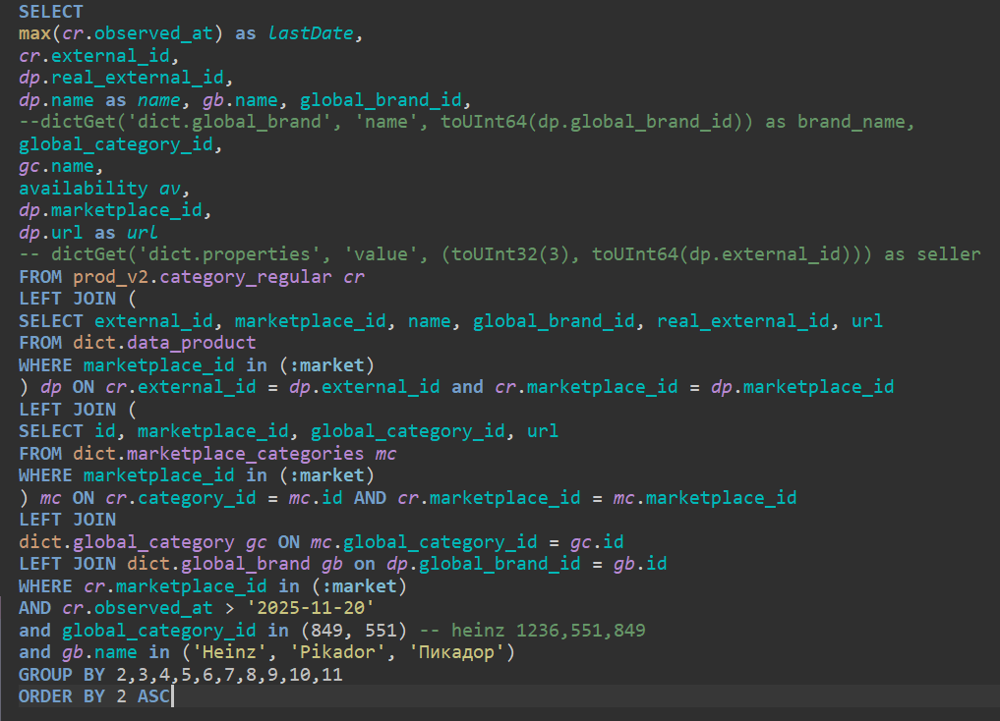 SELECT
max(cr.observed_at) as lastDate,
cr.external_id,
dp.real_external_id,
dp.name as name, gb.name, global_brand_id,
--dictGet('dict.global_brand', 'name', toUInt64(dp.global_brand_id)) as brand_name,
global_category_id,
gc.name,
availability av,
dp.marketplace_id,
dp.url as url
-- dictGet('dict.properties', 'value', (toUInt32(3), toUInt64(dp.external_id))) as seller
FROM prod_v2.category_regular cr
LEFT JOIN (
SELECT external_id, marketplace_id, name, global_brand_id, real_external_id, url
FROM dict.data_product
WHERE marketplace_id in (:market)
) dp ON cr.external_id = dp.external_id and cr.marketplace_id = dp.marketplace_id
LEFT JOIN (
SELECT id, marketplace_id, global_category_id, url
FROM dict.marketplace_categories mc
WHERE marketplace_id in (:market)
) mc ON cr.category_id = mc.id AND cr.marketplace_id = mc.marketplace_id
LEFT JOIN
dict.global_category gc ON mc.global_category_id = gc.id
LEFT JOIN dict.global_brand gb on dp.global_brand_id = gb.id
WHERE cr.marketplace_id in (:market)
AND cr.observed_at > '2025-11-20'
and global_category_id in (849, 551) -- heinz 1236,551,849
and gb.name in ('Heinz', 'Pikador', 'Пикадор')
GROUP BY 2,3,4,5,6,7,8,9,10,11
ORDER BY 2 ASC